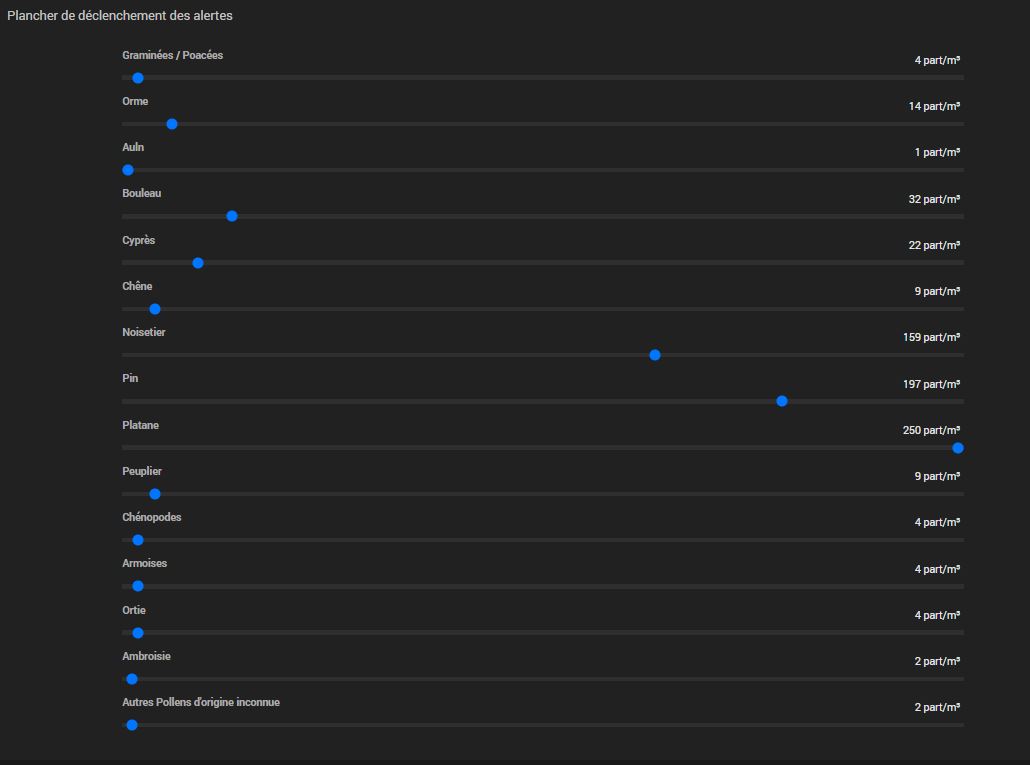 Plancher de déclenchement des alertes
Graminées / Poacées
4 part/m³
Orme
14 part/m³
Auln
1 part/m³
Bouleau
32 part/m³
Cyprès
22 part/m³
Chêne
9 part/m³
Noisetier
159 part/m³
Pin
197 part/m³
Platane
250 part/m³
Peuplier
9 part/m³
Chénopodes
4 part/m³
Armoises
4 part/m³
Ortie
4 part/m³
Ambroisie
2 part/m³
Autres Pollens d'origine inconnue
2 part/m³